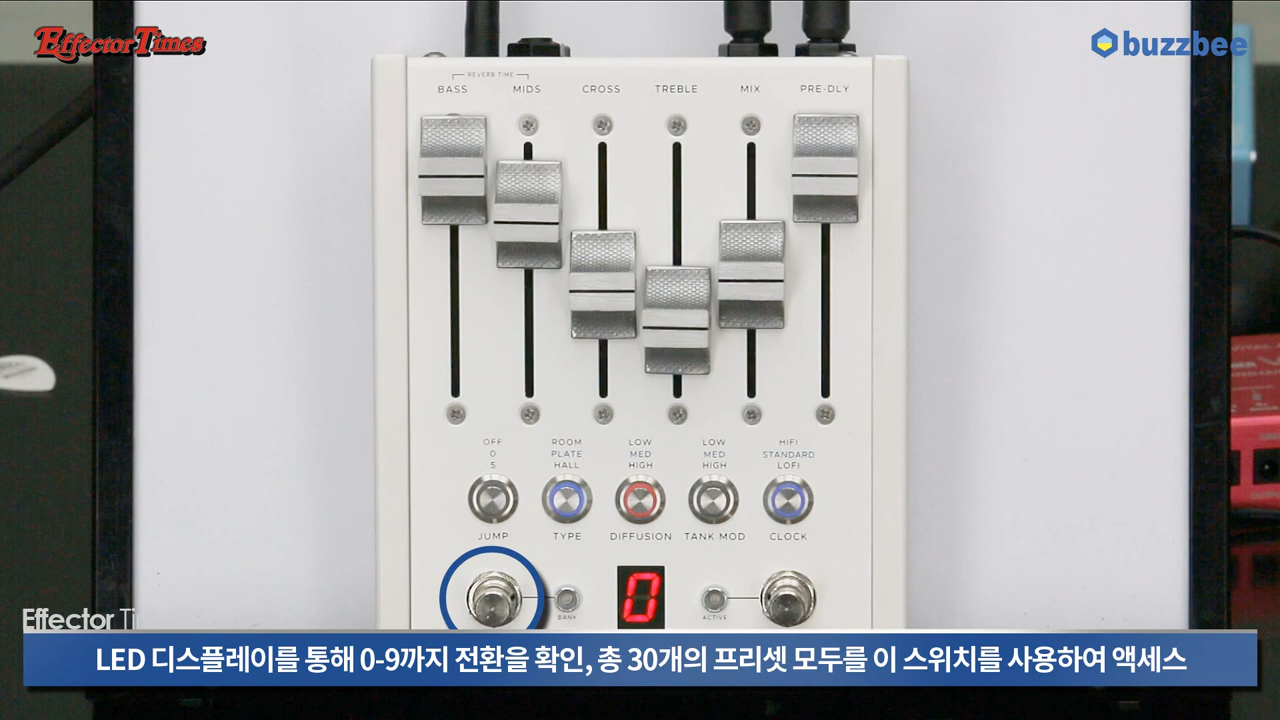 Effector Times
buzzbee
REVERB TIME
BASS MIDS CROSS TREBLE MIX PRE-DLY
OFF ROOM LOW LOW HIFI
0 PLATE MED MED STANDARD
5 HALL HIGH HIGH LOFI
JUMP TYPE DIFFUSION TANK MOD CLOCK
0
BANK ACTIVE
Effector Ti
LED 디스플레이를 통해 0-9까지 전환을 확인, 총 30개의 프리셋 모두를 이 스위치를 사용하여 액세스